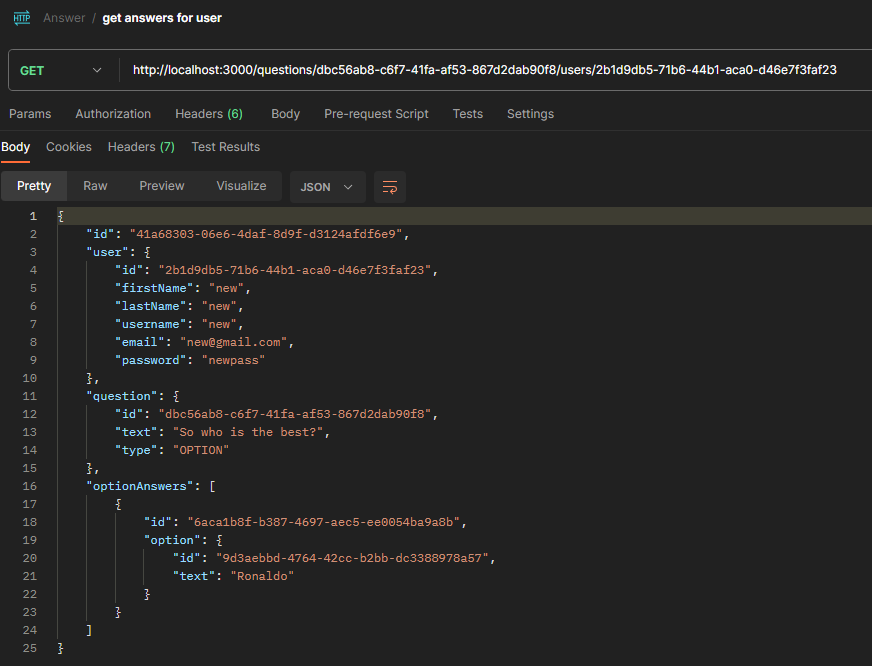 HTTP Answer / get answers for user
GET http://localhost:3000/questions/dbc56ab8-c6f7-41fa-af53-867d2dab90f8/users/2b1d9db5-71b6-44b1-aca0-d46e7f3faf23
Params Authorization Headers (6) Body Pre-request Script Tests Settings
Body Cookies Headers (7) Test Results
Pretty Raw Preview Visualize JSON
1 {
2 "id": "41a68303-06e6-4daf-8d9f-d3124afdf6e9",
3 "user": {
4 "id": "2b1d9db5-71b6-44b1-aca0-d46e7f3faf23",
5 "firstName": "new",
6 "lastName": "new",
7 "username": "new",
8 "email": "new@gmail.com",
9 "password": "newpass"
10 },
11 "question": {
12 "id": "dbc56ab8-c6f7-41fa-af53-867d2dab90f8",
13 "text": "So who is the best?",
14 "type": "OPTION"
15 },
16 "optionAnswers": [
17 {
18 "id": "6aca1b8f-b387-4697-aec5-ee0054ba9a8b",
19 "option": {
20 "id": "9d3aebbd-4764-42cc-b2bb-dc3388978a57",
21 "text": "Ronaldo"
22 }
23 }
24 ]
25 }